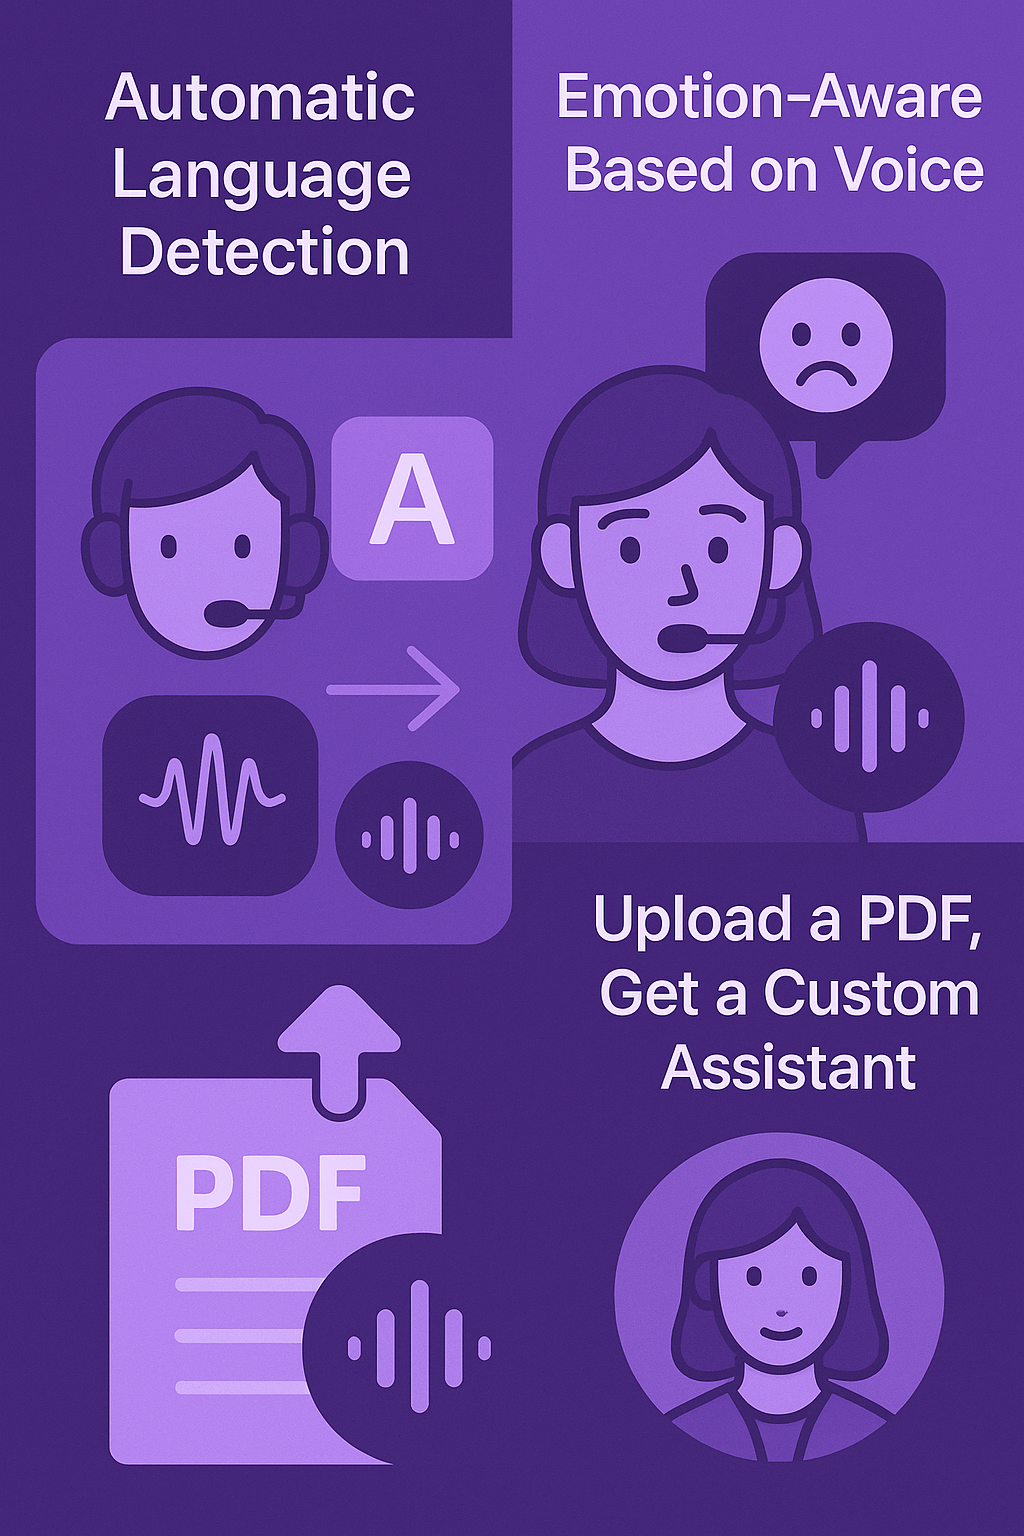 Automatic
Language
Detection
Emotion-Aware
Based on Voice
A
Upload a PDF,
Get a Custom
Assistant
PDF